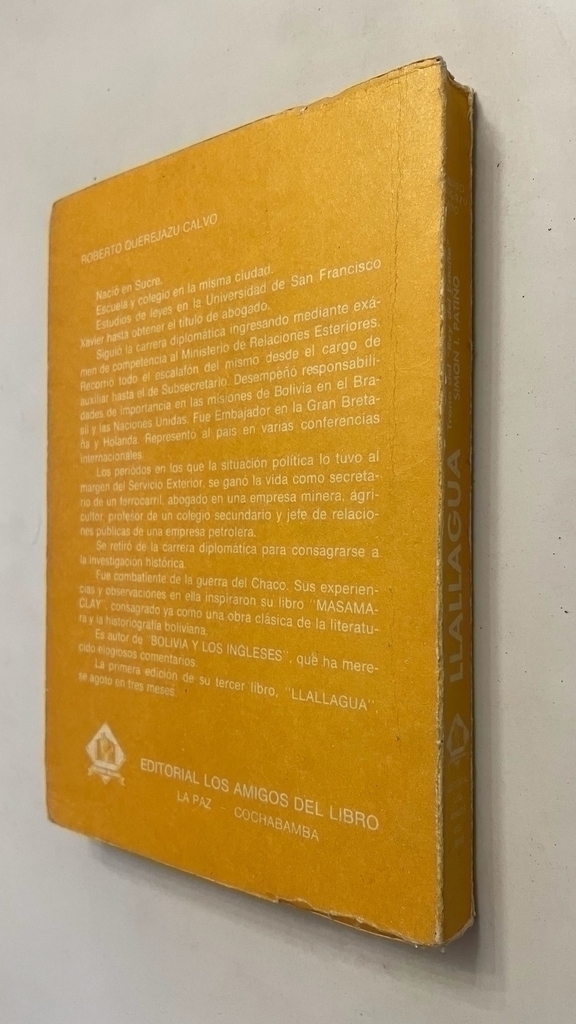 ROBERTO QUEREJAZU CALVO
Nació en Sucre.
Escuela y colegio en la misma ciudad.
Estudios de leyes en la Universidad de San Francisco
Xavier hasta obtener el título de abogado.
Siguió la carrera diplomática ingresando mediante exá-
men de competencia al Ministerio de Relaciones Exteriores.
Recorrió todo el escalafón del mismo desde el cargo de
auxiliar hasta el de Subsecretario. Desempeñó responsabili-
dades de importancia en las misiones de Bolivia en el Bra-
sil y las Naciones Unidas. Fue Embajador en la Gran Breta-
ña y Holanda. Representó al país en varias conferencias
internacionales.
Los períodos en los que la situación política lo tuvo al
margen del Servicio Exterior, se ganó la vida como secreta-
rio de un ferrocarril, abogado en una empresa minera, agri-
cultor, profesor de un colegio secundario y jefe de relacio-
nes públicas de una empresa petrolera.
Se retiró de la carrera diplomática para consagrarse a
la investigación histórica.
Fue combatiente de la guerra del Chaco. Sus experien-
cias y observaciones en ella inspiraron su libro "MASAMA-
CLAY", consagrado ya como una obra clásica de la literatu-
ra y la historiografía boliviana.
Es autor de "BOLIVIA Y LOS INGLESES", que ha mere-
cido elogiosos comentarios.
La primera edición de su tercer libro, "LLALLAGUA",
se agotó en tres meses.
EDITORIAL LOS AMIGOS DEL LIBRO
LA PAZ - COCHABAMBA
LLALLAGUA
SIMON I. PATIÑO